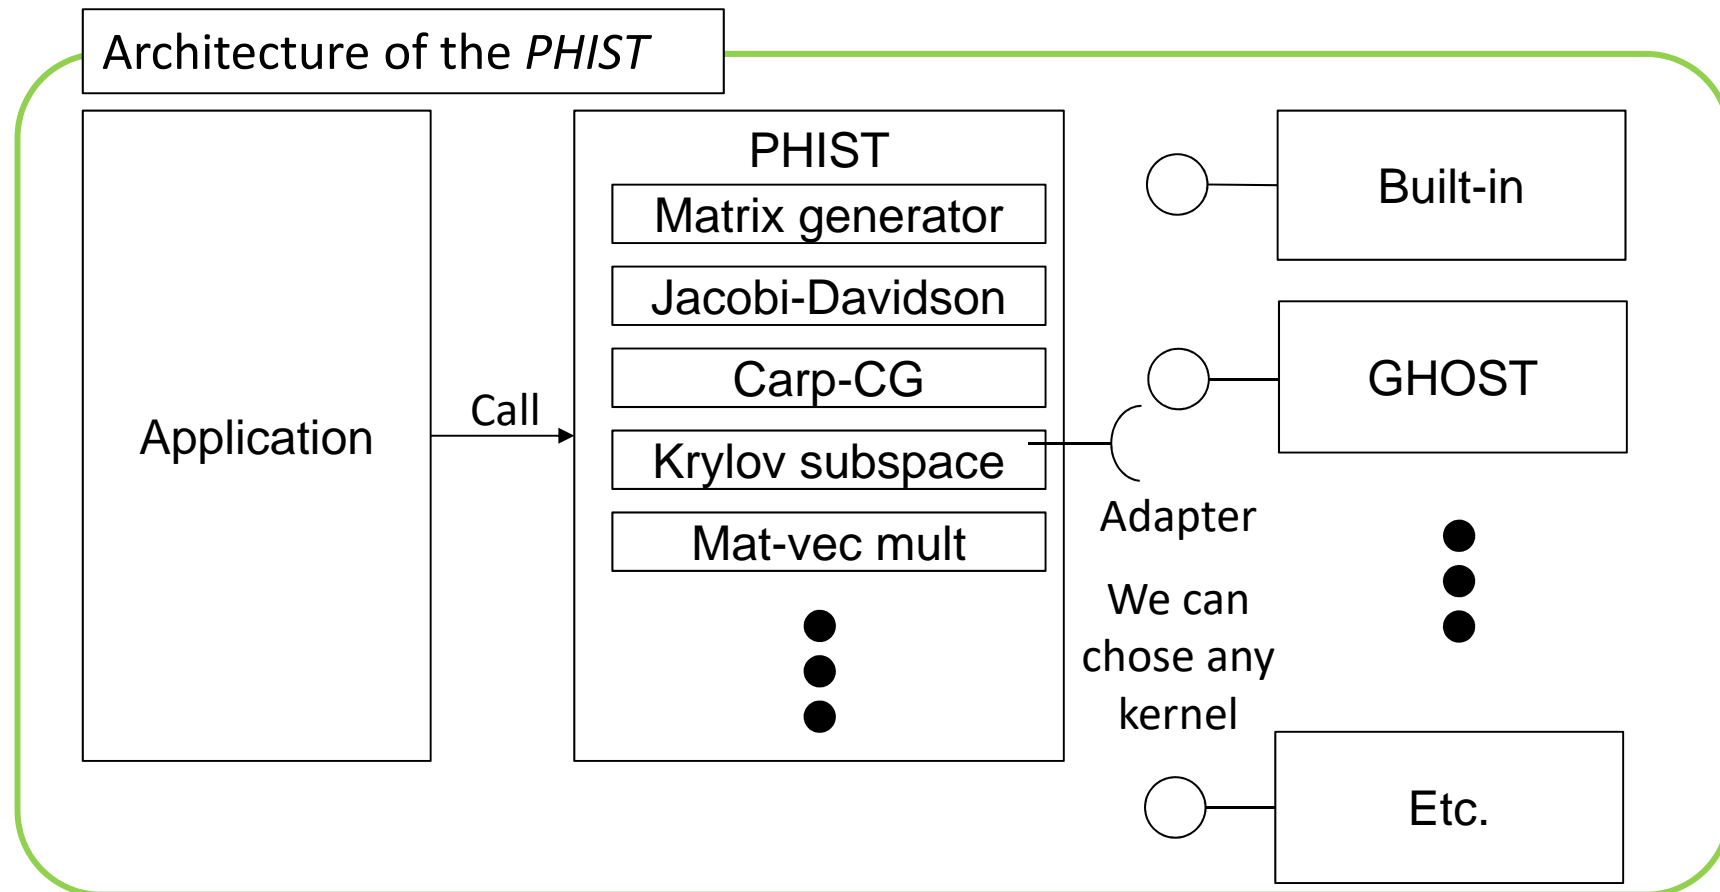 Architecture of the PHIST
Application
Call
PHIST
Matrix generator
Jacobi-Davidson
Carp-CG
Krylov subspace
Mat-vec mult
Adapter
We can
chose any
kernel
Built-in
GHOST
Etc.